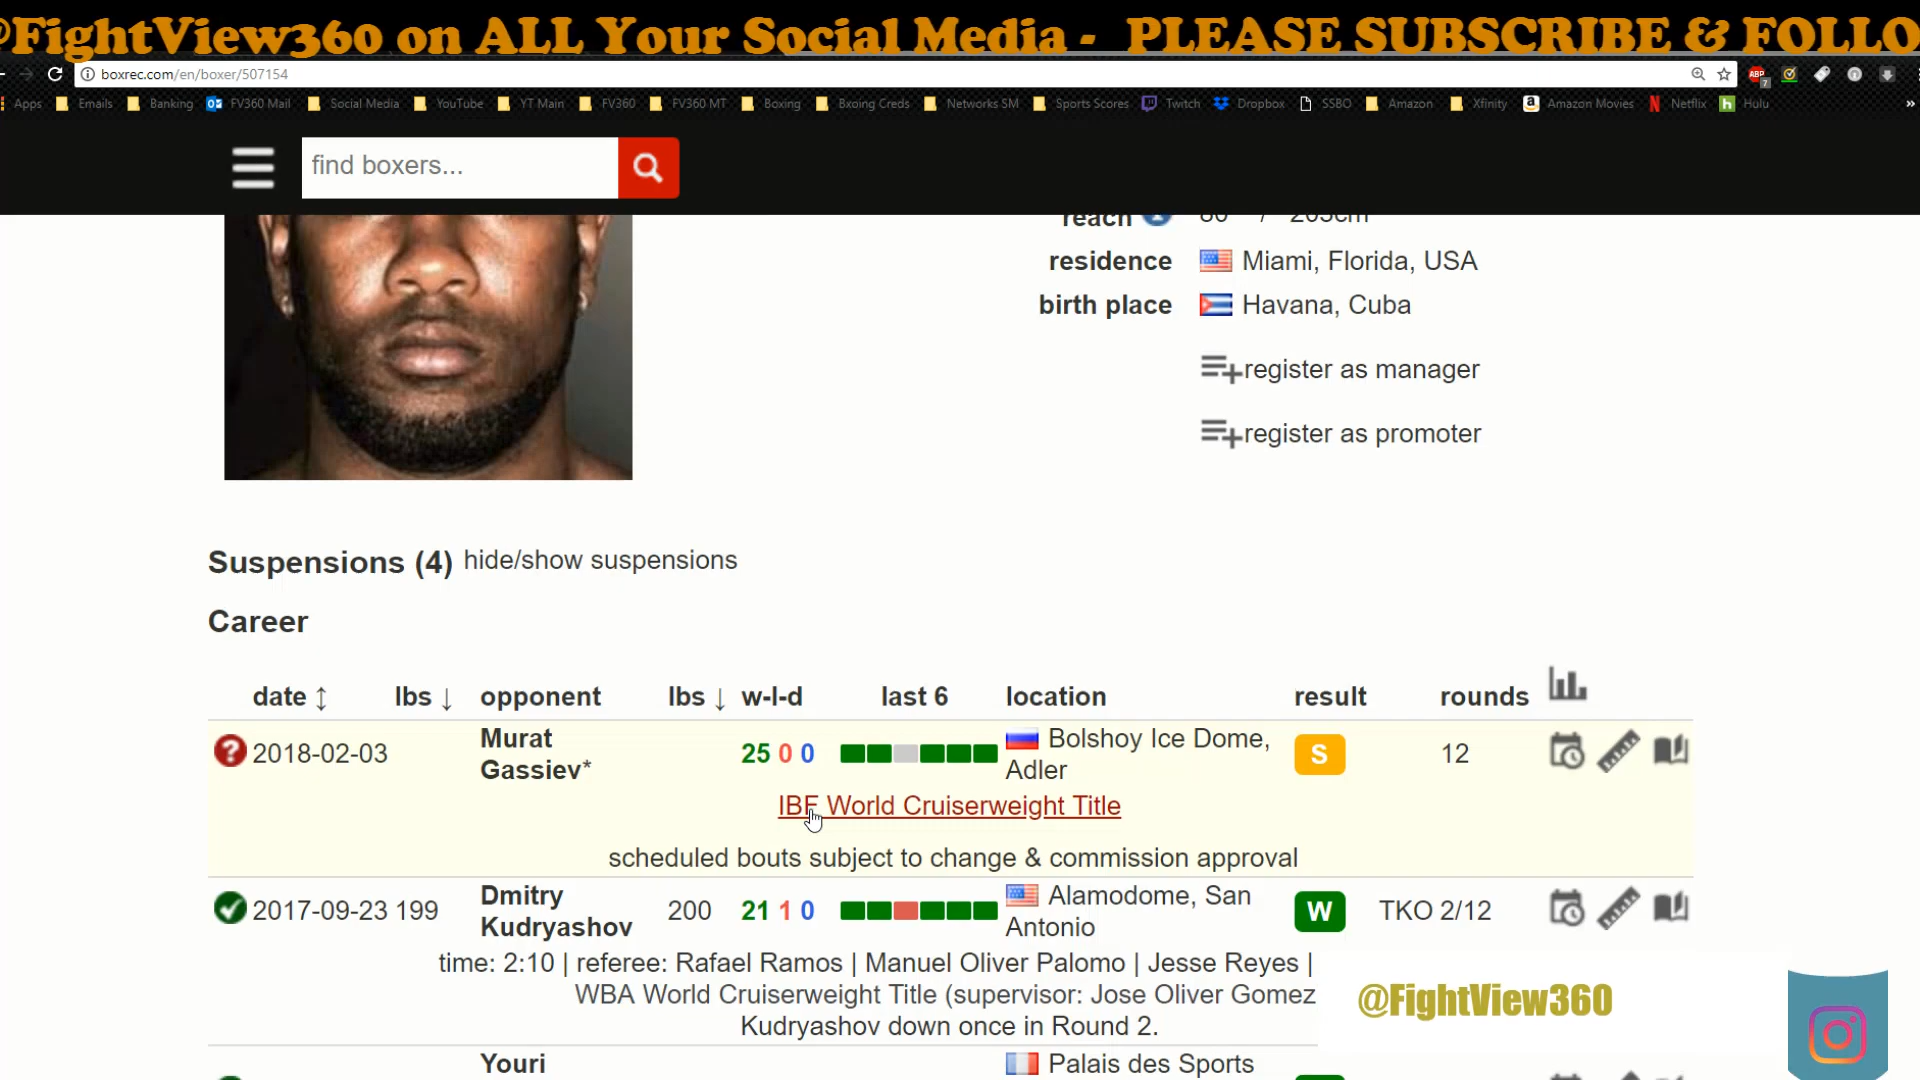 @FightView360 on ALL Your Social Media - PLEASE SUBSCRIBE & FOLLO
boxrec.com/en/boxer/507154
Apps Emails Banking FV360 Mail Social Media YouTube YT Main FV360 FV360 MT Boxing Bxoing Creds Networks SM Sports Scores Twitch Dropbox SSBO Amazon Xfinity Amazon Movies Netflix Hulu »
find boxers...
reach
residence Miami, Florida, USA
birth place Havana, Cuba
register as manager
register as promoter
Suspensions (4) hide/show suspensions
Career
date ↕ lbs ↓ opponent lbs ↓ w-l-d last 6 location result rounds
2018-02-03 Murat Gassiev* 25 0 0 Bolshoy Ice Dome, Adler S 12
IBF World Cruiserweight Title
scheduled bouts subject to change & commission approval
2017-09-23 199 Dmitry Kudryashov 200 21 1 0 Alamodome, San Antonio W TKO 2/12
time: 2:10 | referee: Rafael Ramos | Manuel Oliver Palomo | Jesse Reyes |
WBA World Cruiserweight Title (supervisor: Jose Oliver Gomez
Kudryashov down once in Round 2.
@FightView360
Youri Palais des Sports